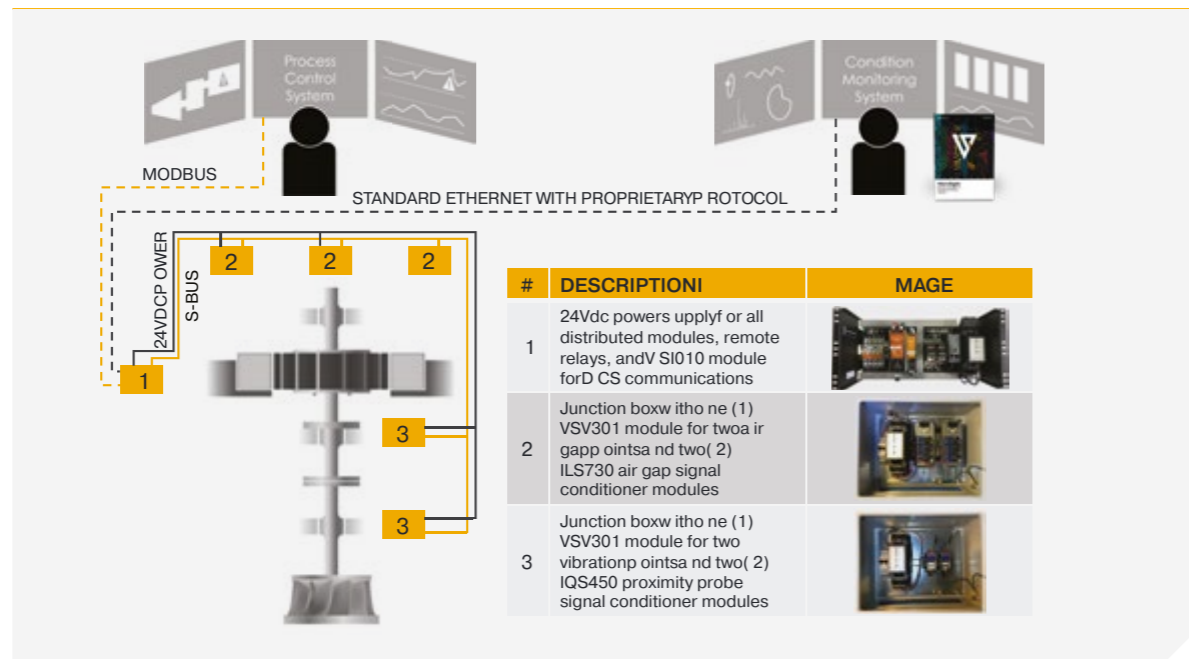 Process
Control
System
Condition
Monitoring
System
MODBUS
STANDARD ETHERNET WITH PROPRIETARYP ROTOCOL
24VDCP OWER
S-BUS
2
2
2
1
3
3
# DESCRIPTIONI MAGE
1
24Vdc powers upplyf or all
distributed modules, remote
relays, andV SI010 module
forD CS communications
2
Junction boxw itho ne (1)
VSV301 module for twoa ir
gapp ointsa nd two( 2)
ILS730 air gap signal
conditioner modules
3
Junction boxw itho ne (1)
VSV301 module for two
vibrationp ointsa nd two( 2)
IQS450 proximity probe
signal conditioner modules